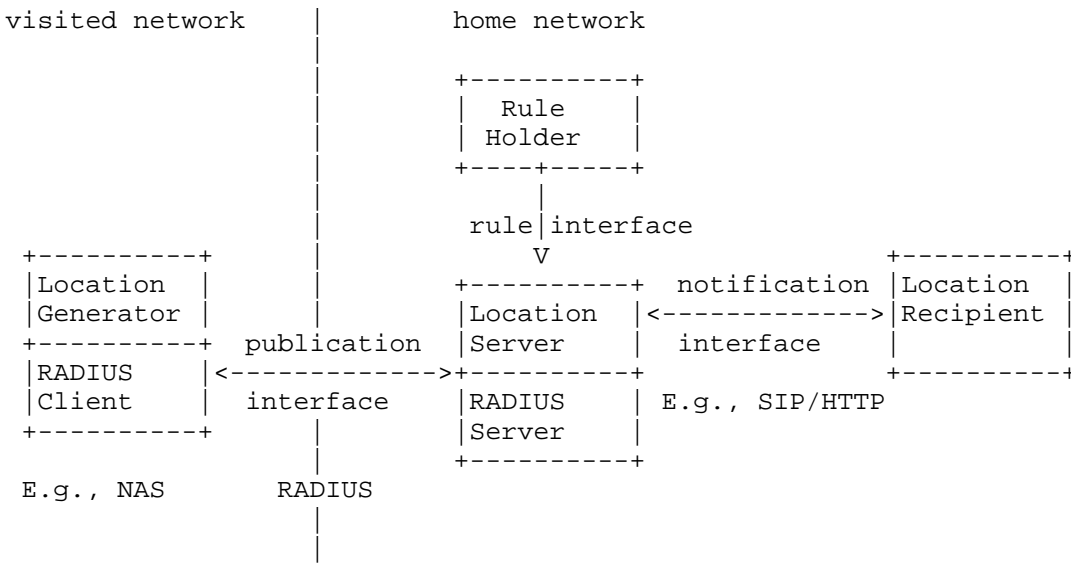 visited network home network
Rule
Holder
rule interface
V
Location notification Location
Generator Location Recipient
publication Server interface
RADIUS
Client interface RADIUS E.g., SIP/HTTP
Server
E.g., NAS RADIUS